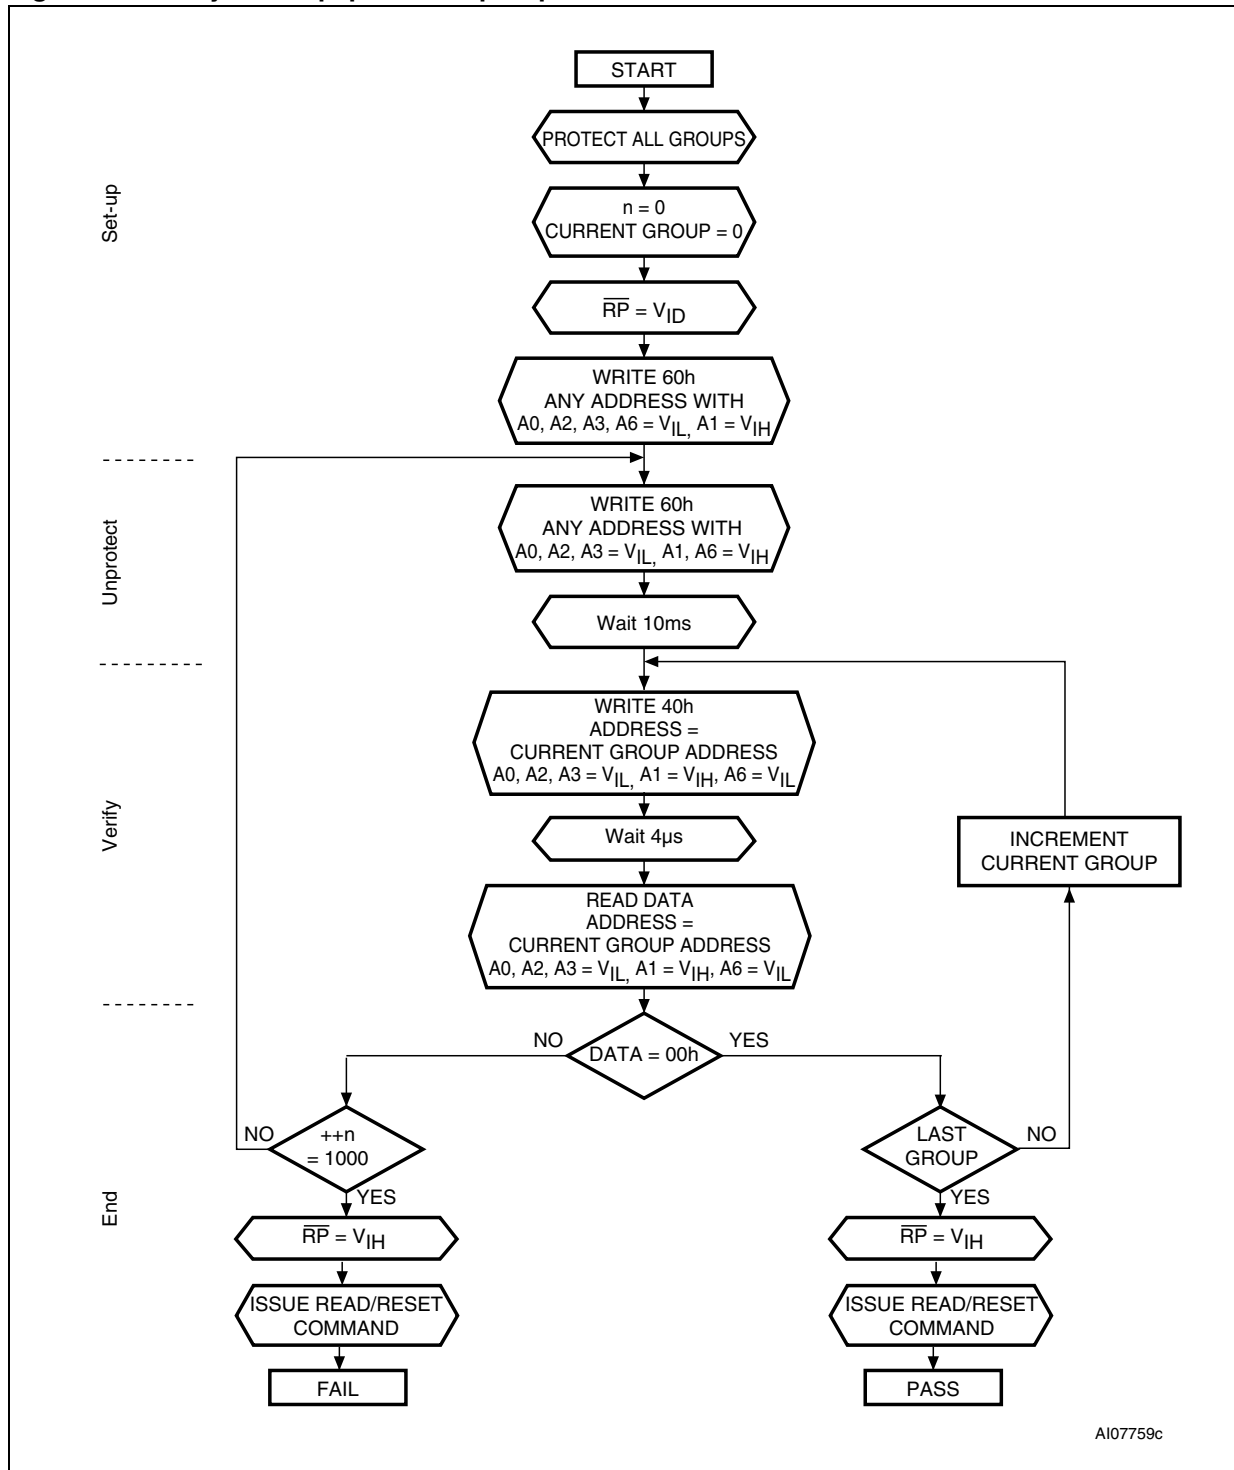 START
PROTECT ALL GROUPS
n = 0
CURRENT GROUP = 0
Set-up
R̅P̅ = VID
WRITE 60h
ANY ADDRESS WITH
A0, A2, A3, A6 = VIL, A1 = VIH
WRITE 60h
ANY ADDRESS WITH
A0, A2, A3 = VIL, A1, A6 = VIH
Unprotect
Wait 10ms
WRITE 40h
ADDRESS =
CURRENT GROUP ADDRESS
A0, A2, A3 = VIL, A1 = VIH, A6 = VIL
Verify
Wait 4µs
INCREMENT
CURRENT GROUP
READ DATA
ADDRESS =
CURRENT GROUP ADDRESS
A0, A2, A3 = VIL, A1 = VIH, A6 = VIL
NO
DATA = 00h
YES
NO
++n
= 1000
LAST
GROUP
NO
YES
YES
End
R̅P̅ = VIH
R̅P̅ = VIH
ISSUE READ/RESET
COMMAND
ISSUE READ/RESET
COMMAND
FAIL
PASS
AI07759c